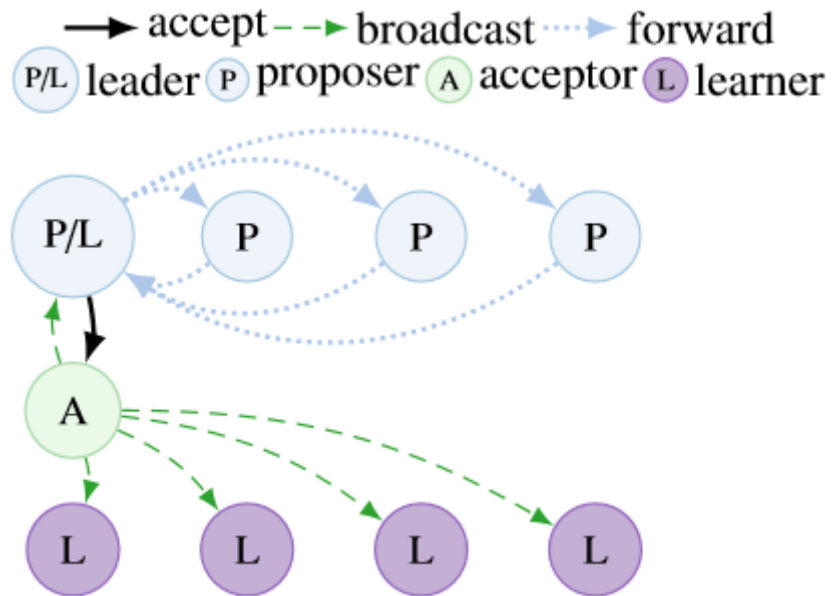 accept broadcast forward
P/L leader P proposer A acceptor L learner
P/L P P P
A
L L L L